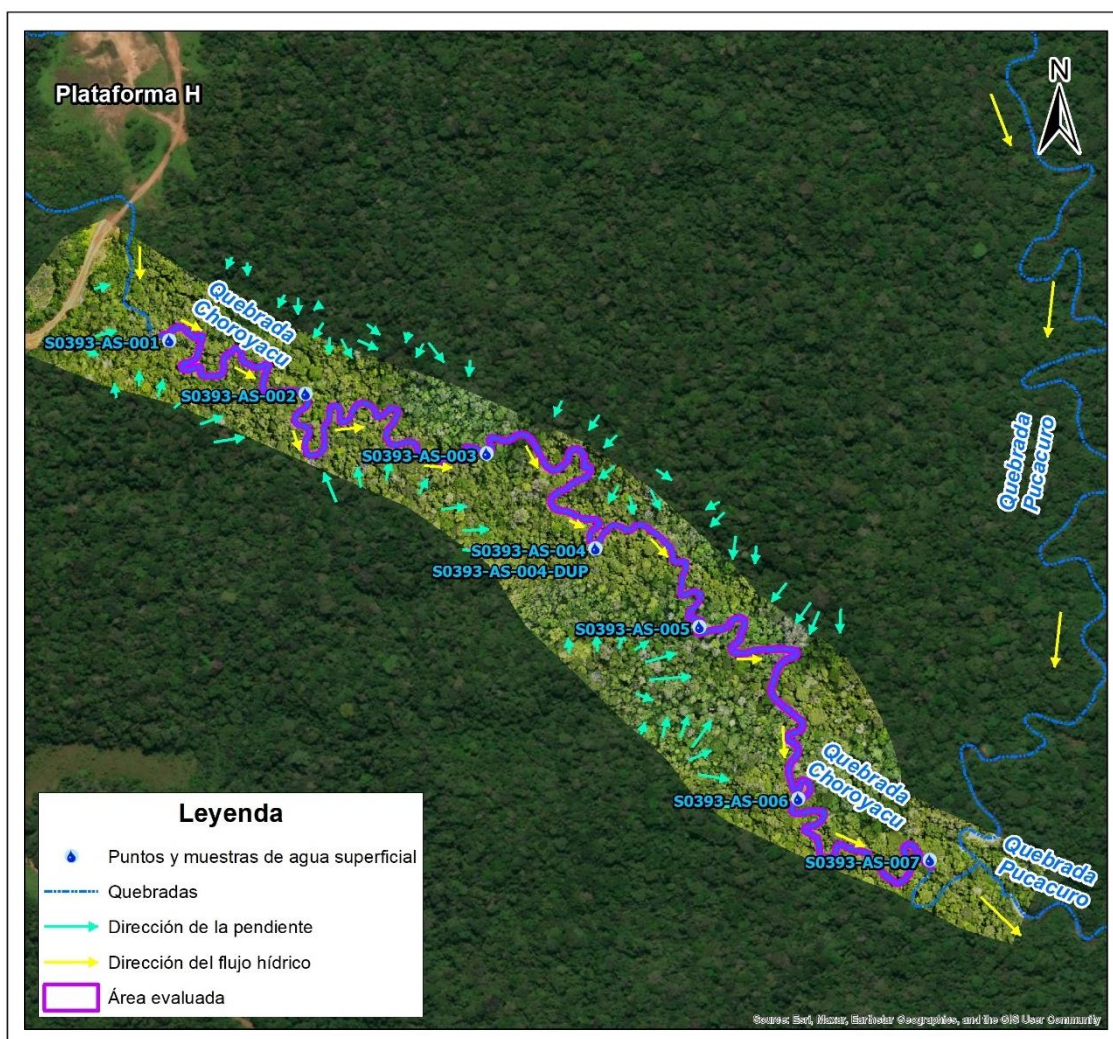 Plataforma H
N
Quebrada
Choroyacu
S0393-AS-001
S0393-AS-002
S0393-AS-003
S0393-AS-004
S0393-AS-004-DUP
S0393-AS-005
Quebrada
Pucacuro
S0393-AS-006
Quebrada
Choroyacu
S0393-AS-007
Quebrada
Pucacuro
Leyenda
Puntos y muestras de agua superficial
Quebradas
Dirección de la pendiente
Dirección del flujo hídrico
Área evaluada
Source: Esri, Maxar, Earthstar Geographics, and the GIS User Community